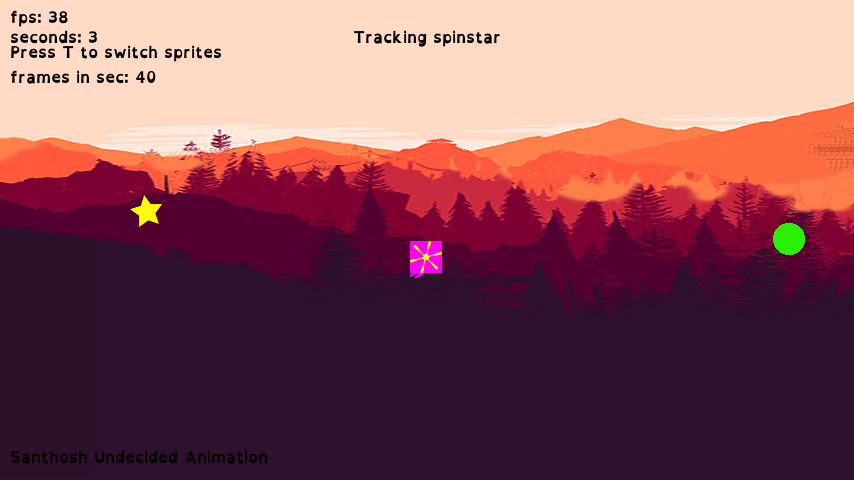 fps: 38
seconds: 3
Tracking spinstar
Press T to switch sprites
frames in sec: 40
Santhosh Undecided Animation